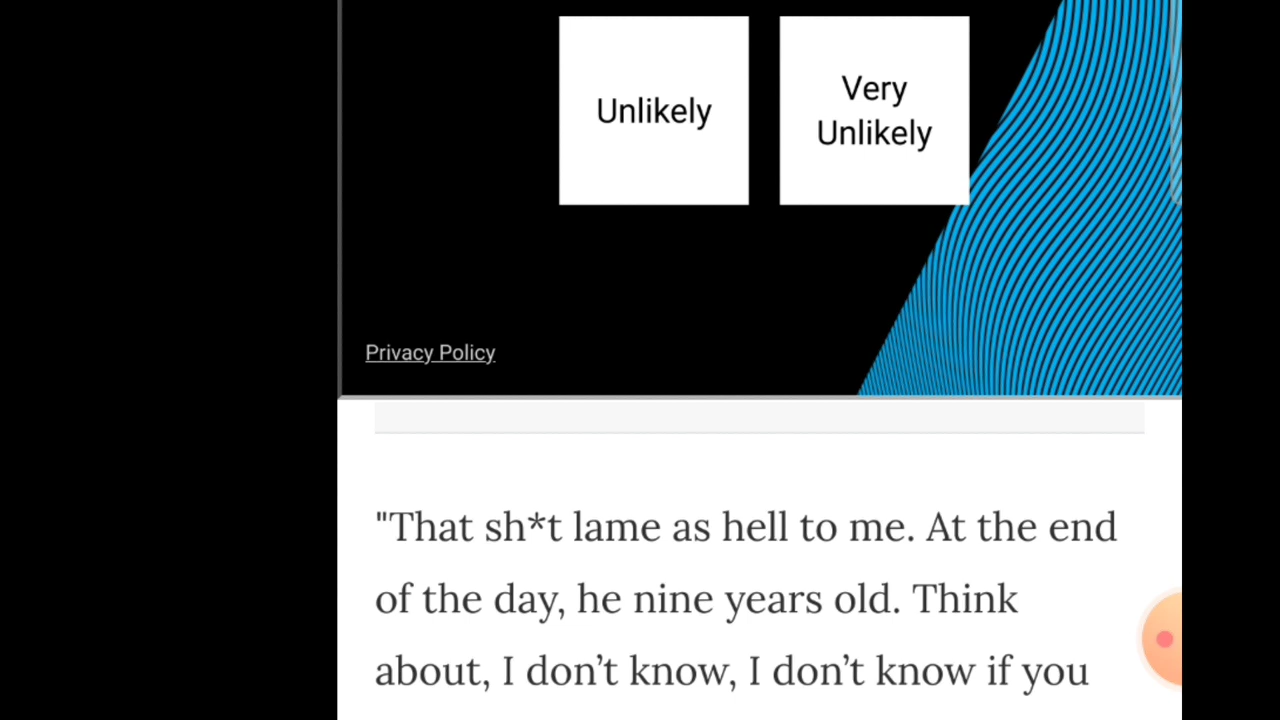 Unlikely
Very
Unlikely
Privacy Policy
"That sh*t lame as hell to me. At the end
of the day, he nine years old. Think
about, I don’t know, I don’t know if you